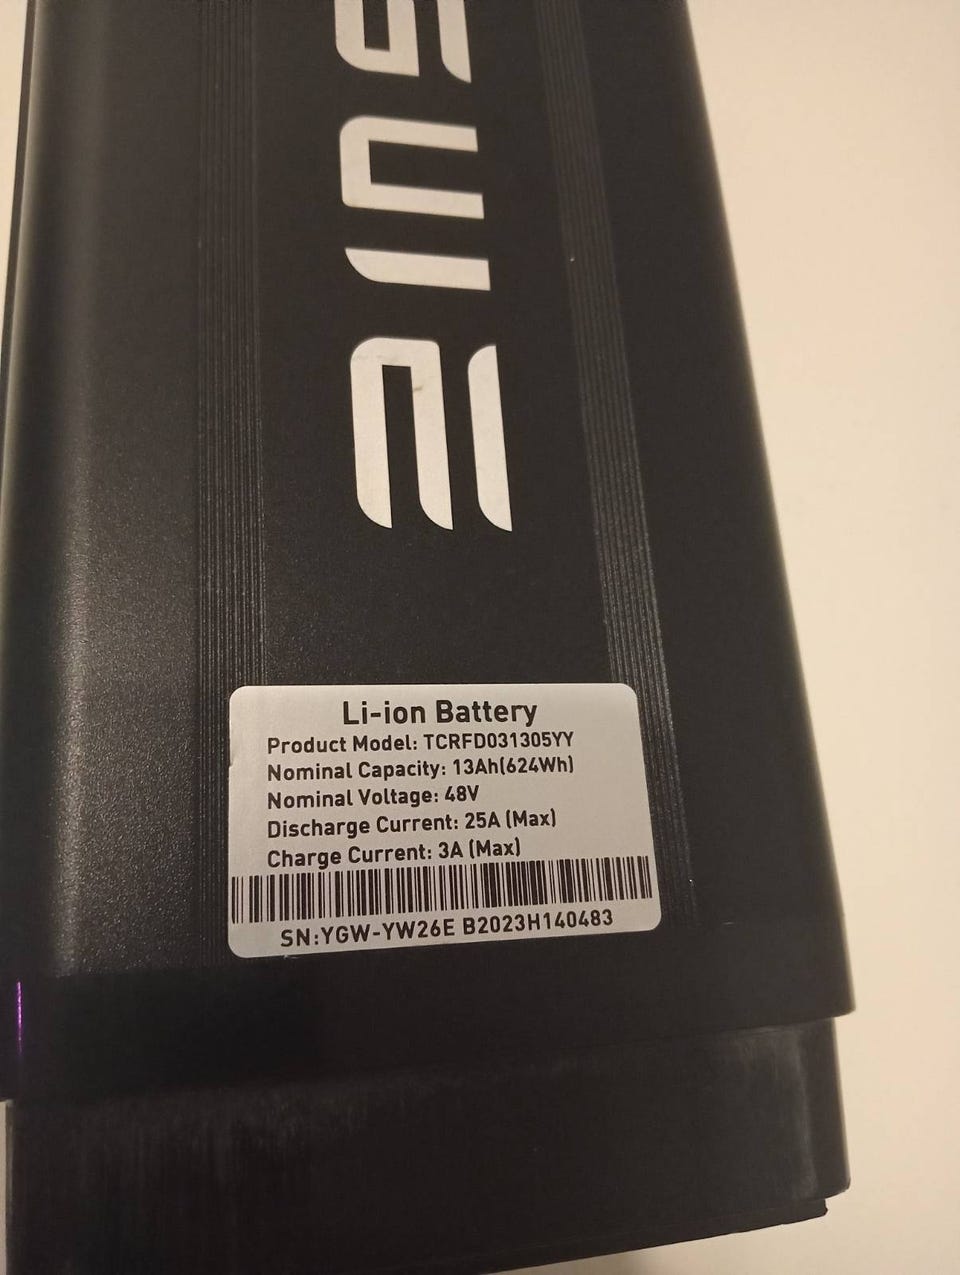 Li-ion Battery
Product Model: TCRFD031305YY
Nominal Capacity: 13Ah(624Wh)
Nominal Voltage: 48V
Discharge Current: 25A (Max)
Charge Current: 3A (Max)
SN:YGW-YW26E B2023H140483